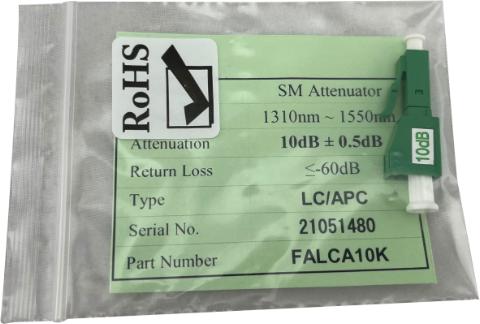 RoHS
SM Attenuator
1310nm ~ 1550nm
Attenuation 10dB ± 0.5dB
Return Loss ≤-60dB
Type LC/APC
Serial No. 21051480
Part Number FALCA10K
10dB